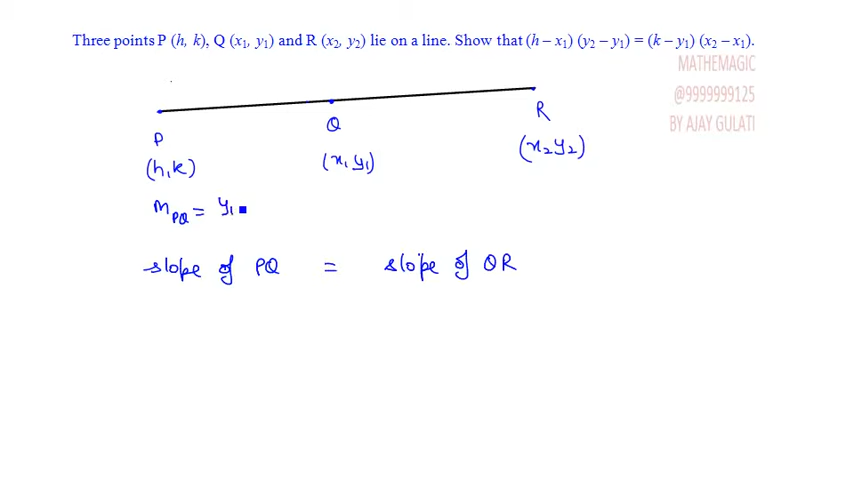 Three points P (h, k), Q (x₁, y₁) and R (x₂, y₂) lie on a line. Show that (h – x₁) (y₂ – y₁) = (k – y₁) (x₂ – x₁).
MATHEMAGIC
@9999999125
BY AJAY GULATI
P
Q
R
(h, k)
(x₁ y₁)
(x₂ y₂)
m_PQ = y₁
slope of PQ = slope of QR